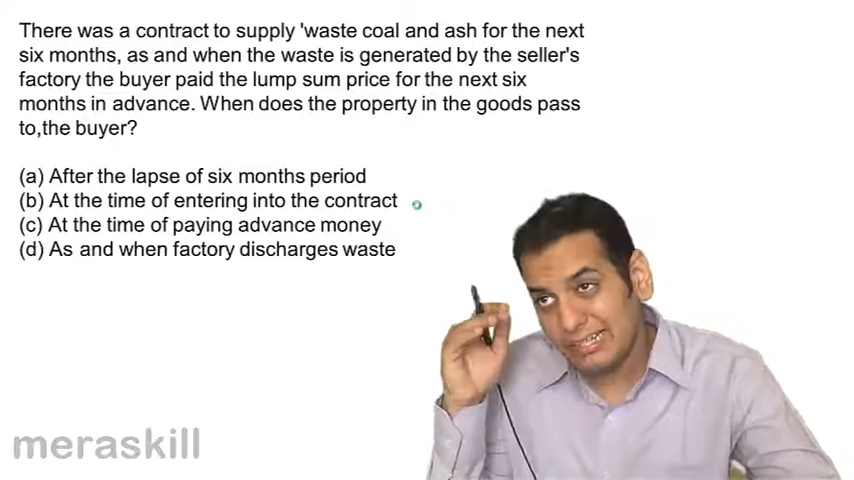 There was a contract to supply 'waste coal and ash for the next
six months, as and when the waste is generated by the seller's
factory the buyer paid the lump sum price for the next six
months in advance. When does the property in the goods pass
to,the buyer?
(a) After the lapse of six months period
(b) At the time of entering into the contract
(c) At the time of paying advance money
(d) As and when factory discharges waste
meraskill